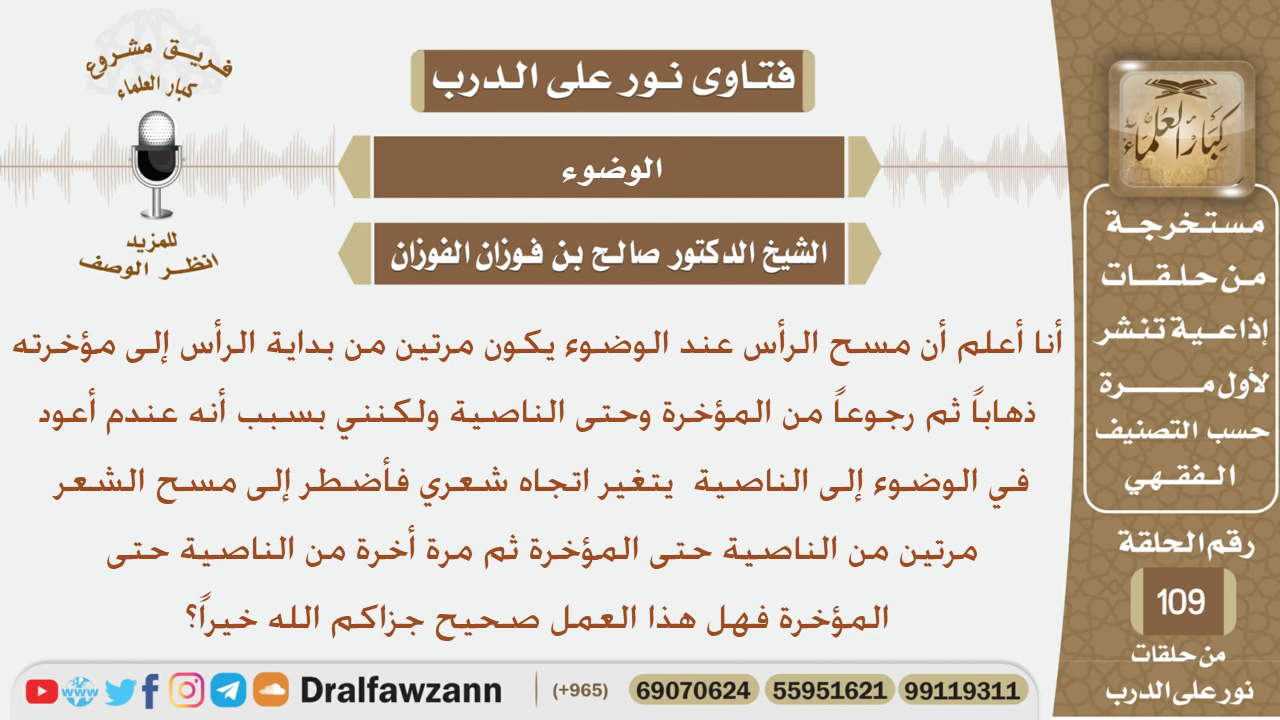 فريق مشروع
كبار العلماء
للمزيد
انظر الوصف
فتاوى نور على الدرب
الوضوء
الشيخ الدكتور صالح بن فوزان الفوزان
أنا أعلم أن مسح الرأس عند الوضوء يكون مرتين من بداية الرأس إلى مؤخرته
ذهاباً ثم رجوعاً من المؤخرة وحتى الناصية ولكنني بسبب أنه عندم أعود
في الوضوء إلى الناصية يتغير اتجاه شعري فأضطر إلى مسح الشعر
مرتين من الناصية حتى المؤخرة ثم مرة أخرة من الناصية حتى
المؤخرة فهل هذا العمل صحيح جزاكم الله خيراً؟
كبار العلماء
مستخرجة
من حلقات
إذاعية تنشر
لأول مرة
حسب التصنيف
الفقهي
رقم الحلقة
109
من حلقات
نور على الدرب
www Dralfawzann (+965) 69070624 55951621 99119311